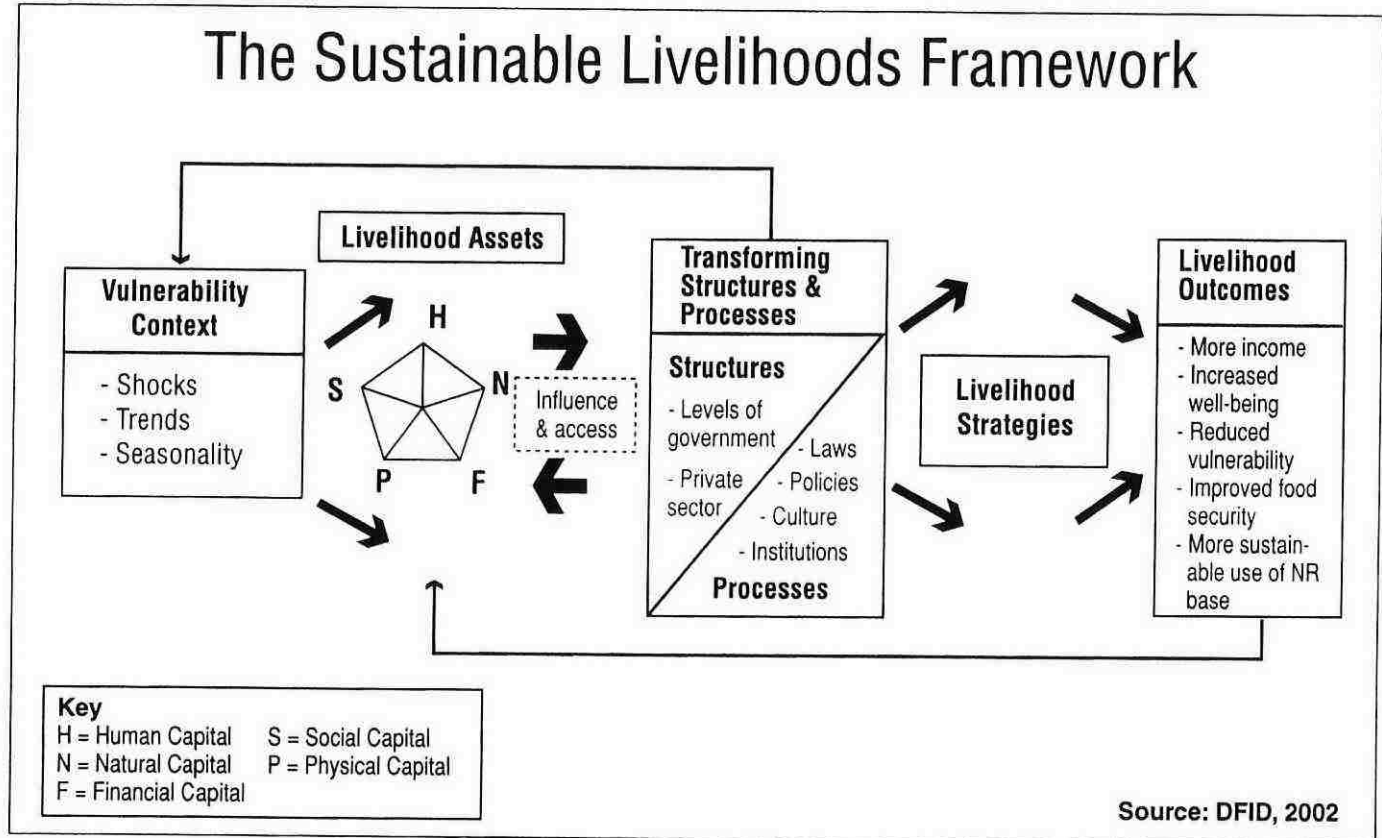 The Sustainable Livelihoods Framework
Livelihood Assets
Vulnerability
Context
- Shocks
- Trends
- Seasonality
H
S
N
P
F
Influence
& access
Transforming
Structures &
Processes
Structures
- Levels of
government
- Private
sector
- Laws
- Policies
- Culture
- Institutions
Processes
Livelihood
Strategies
Livelihood
Outcomes
- More income
- Increased
well-being
- Reduced
vulnerability
- Improved food
security
- More sustain-
able use of NR
base
Key
H = Human Capital S = Social Capital
N = Natural Capital P = Physical Capital
F = Financial Capital
Source: DFID, 2002